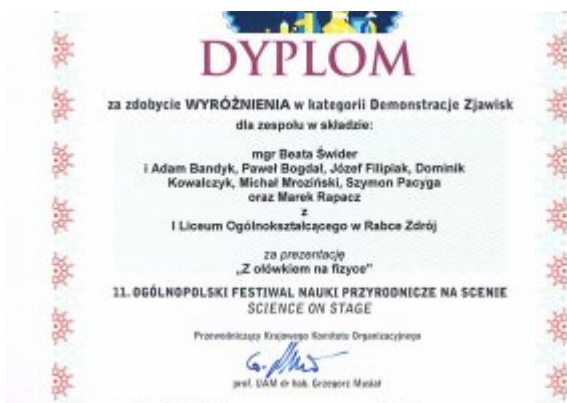 DYPLOM
za zdobycie WYRÓŻNIENIA w kategorii Demonstracje Zjawisk
dla zespołu w składzie:
mgr Beata Świder
i Adam Bandyk, Paweł Bogdał, Józef Filipiak, Dominik
Kowalczyk, Michał Mroziński, Szymon Pacyga
oraz Marek Rapacz
z
I Liceum Ogólnokształcącego w Rabce Zdrój
za prezentację
„Z ołówkiem na fizyce"
11. OGÓLNOPOLSKI FESTIWAL NAUKI PRZYRODNICZE NA SCENIE
SCIENCE ON STAGE
Przewodniczący Krajowego Komitetu Organizacyjnego
prof. UAM dr hab. Grzegorz Musiał